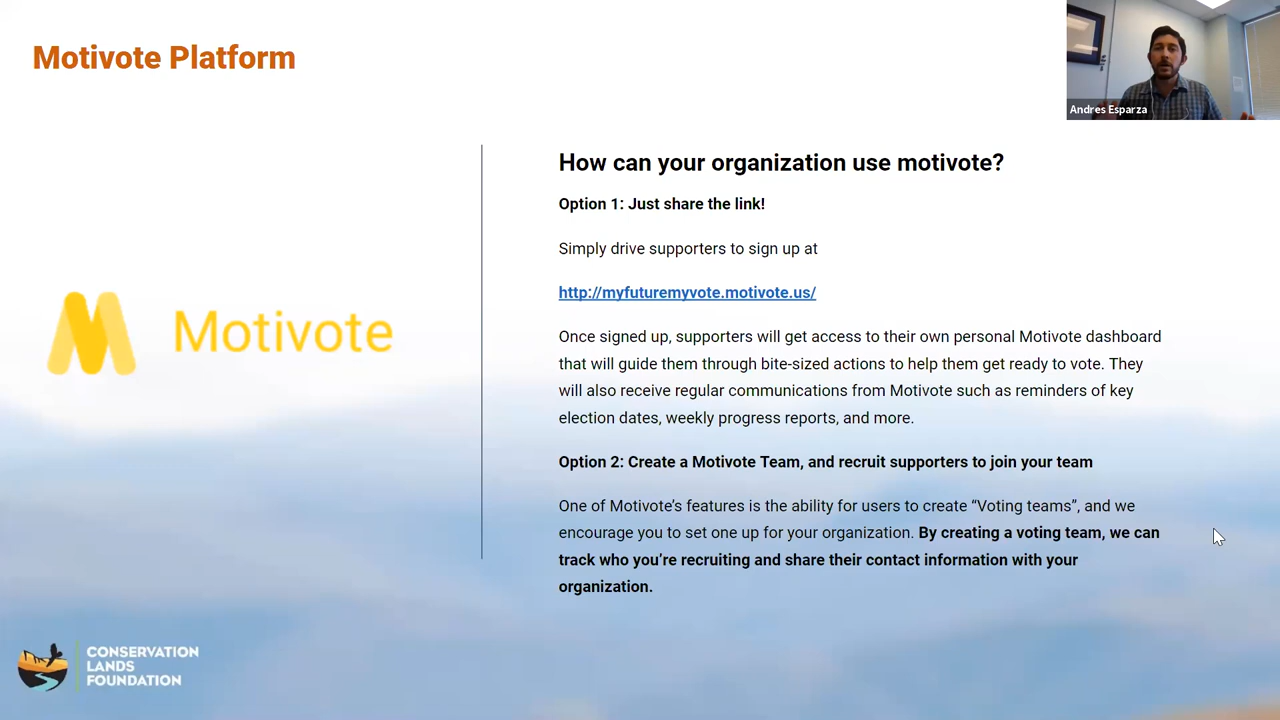 Motivote Platform
Andres Esparza
How can your organization use motivote?
Option 1: Just share the link!
Simply drive supporters to sign up at
http://myfuturemyvote.motivote.us/
Once signed up, supporters will get access to their own personal Motivote dashboard
that will guide them through bite-sized actions to help them get ready to vote. They
will also receive regular communications from Motivote such as reminders of key
election dates, weekly progress reports, and more.
Option 2: Create a Motivote Team, and recruit supporters to join your team
One of Motivote’s features is the ability for users to create “Voting teams”, and we
encourage you to set one up for your organization. By creating a voting team, we can
track who you’re recruiting and share their contact information with your
organization.
Motivote
CONSERVATION
LANDS
FOUNDATION